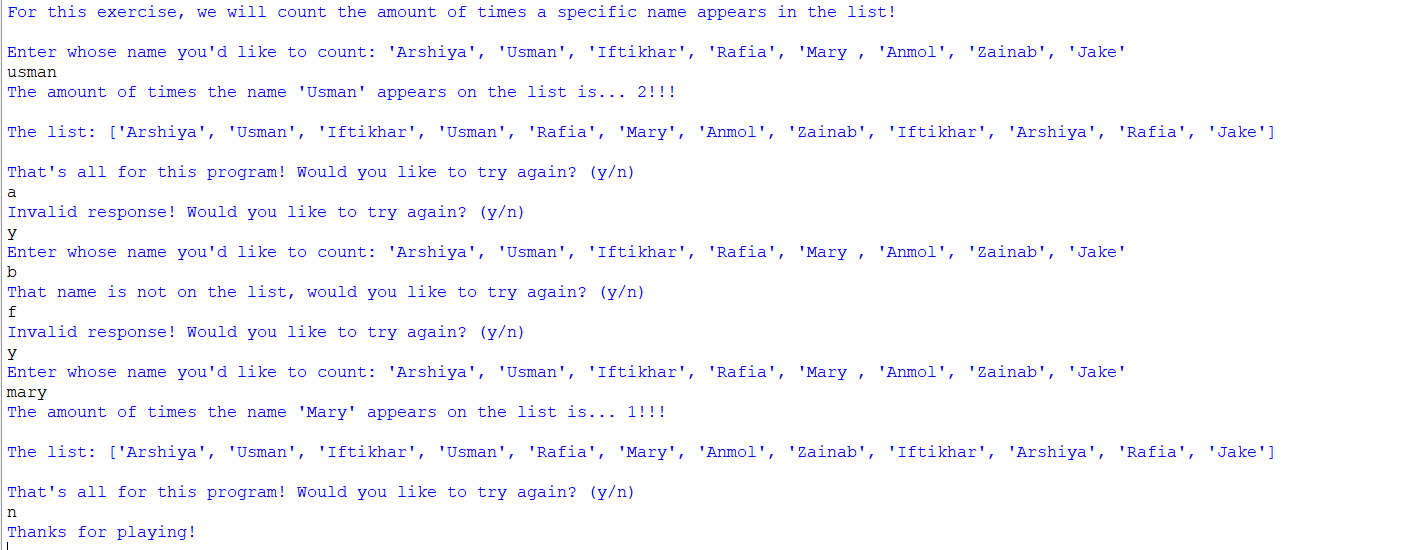 For this exercise, we will count the amount of times a specific name appears in the list!
Enter whose name you'd like to count: 'Arshiya', 'Usman', 'Iftikhar', 'Rafia', 'Mary , 'Anmol', 'Zainab', 'Jake'
usman
The amount of times the name 'Usman' appears on the list is... 2!!!
The list: ['Arshiya', 'Usman', 'Iftikhar', 'Usman', 'Rafia', 'Mary', 'Anmol', 'Zainab', 'Iftikhar', 'Arshiya', 'Rafia', 'Jake']
That's all for this program! Would you like to try again? (y/n)
a
Invalid response! Would you like to try again? (y/n)
y
Enter whose name you'd like to count: 'Arshiya', 'Usman', 'Iftikhar', 'Rafia', 'Mary , 'Anmol', 'Zainab', 'Jake'
b
That name is not on the list, would you like to try again? (y/n)
f
Invalid response! Would you like to try again? (y/n)
y
Enter whose name you'd like to count: 'Arshiya', 'Usman', 'Iftikhar', 'Rafia', 'Mary , 'Anmol', 'Zainab', 'Jake'
mary
The amount of times the name 'Mary' appears on the list is... 1!!!
The list: ['Arshiya', 'Usman', 'Iftikhar', 'Usman', 'Rafia', 'Mary', 'Anmol', 'Zainab', 'Iftikhar', 'Arshiya', 'Rafia', 'Jake']
That's all for this program! Would you like to try again? (y/n)
n
Thanks for playing!